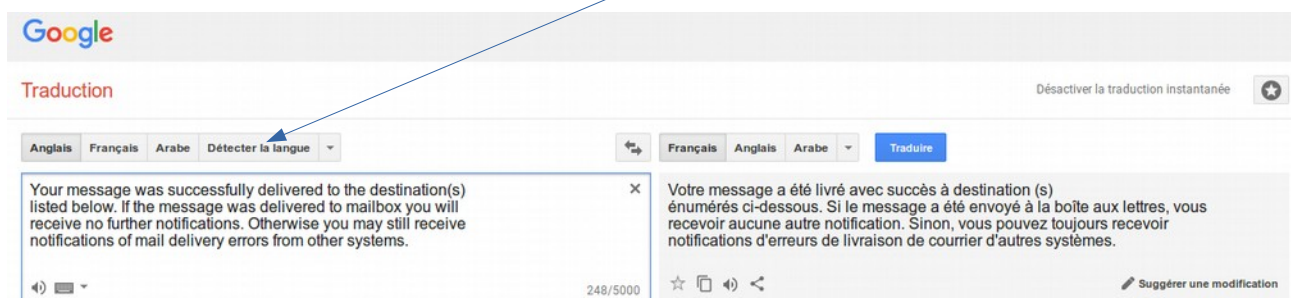 Google
Traduction
Désactiver la traduction instantanée
Anglais Français Arabe Détecter la langue
Français Anglais Arabe Traduire
Your message was successfully delivered to the destination(s)
listed below. If the message was delivered to mailbox you will
receive no further notifications. Otherwise you may still receive
notifications of mail delivery errors from other systems.
248/5000
Votre message a été livré avec succès à destination (s)
énumérés ci-dessous. Si le message a été envoyé à la boîte aux lettres, vous
recevoir aucune autre notification. Sinon, vous pouvez toujours recevoir
notifications d'erreurs de livraison de courrier d'autres systèmes.
Suggérer une modification